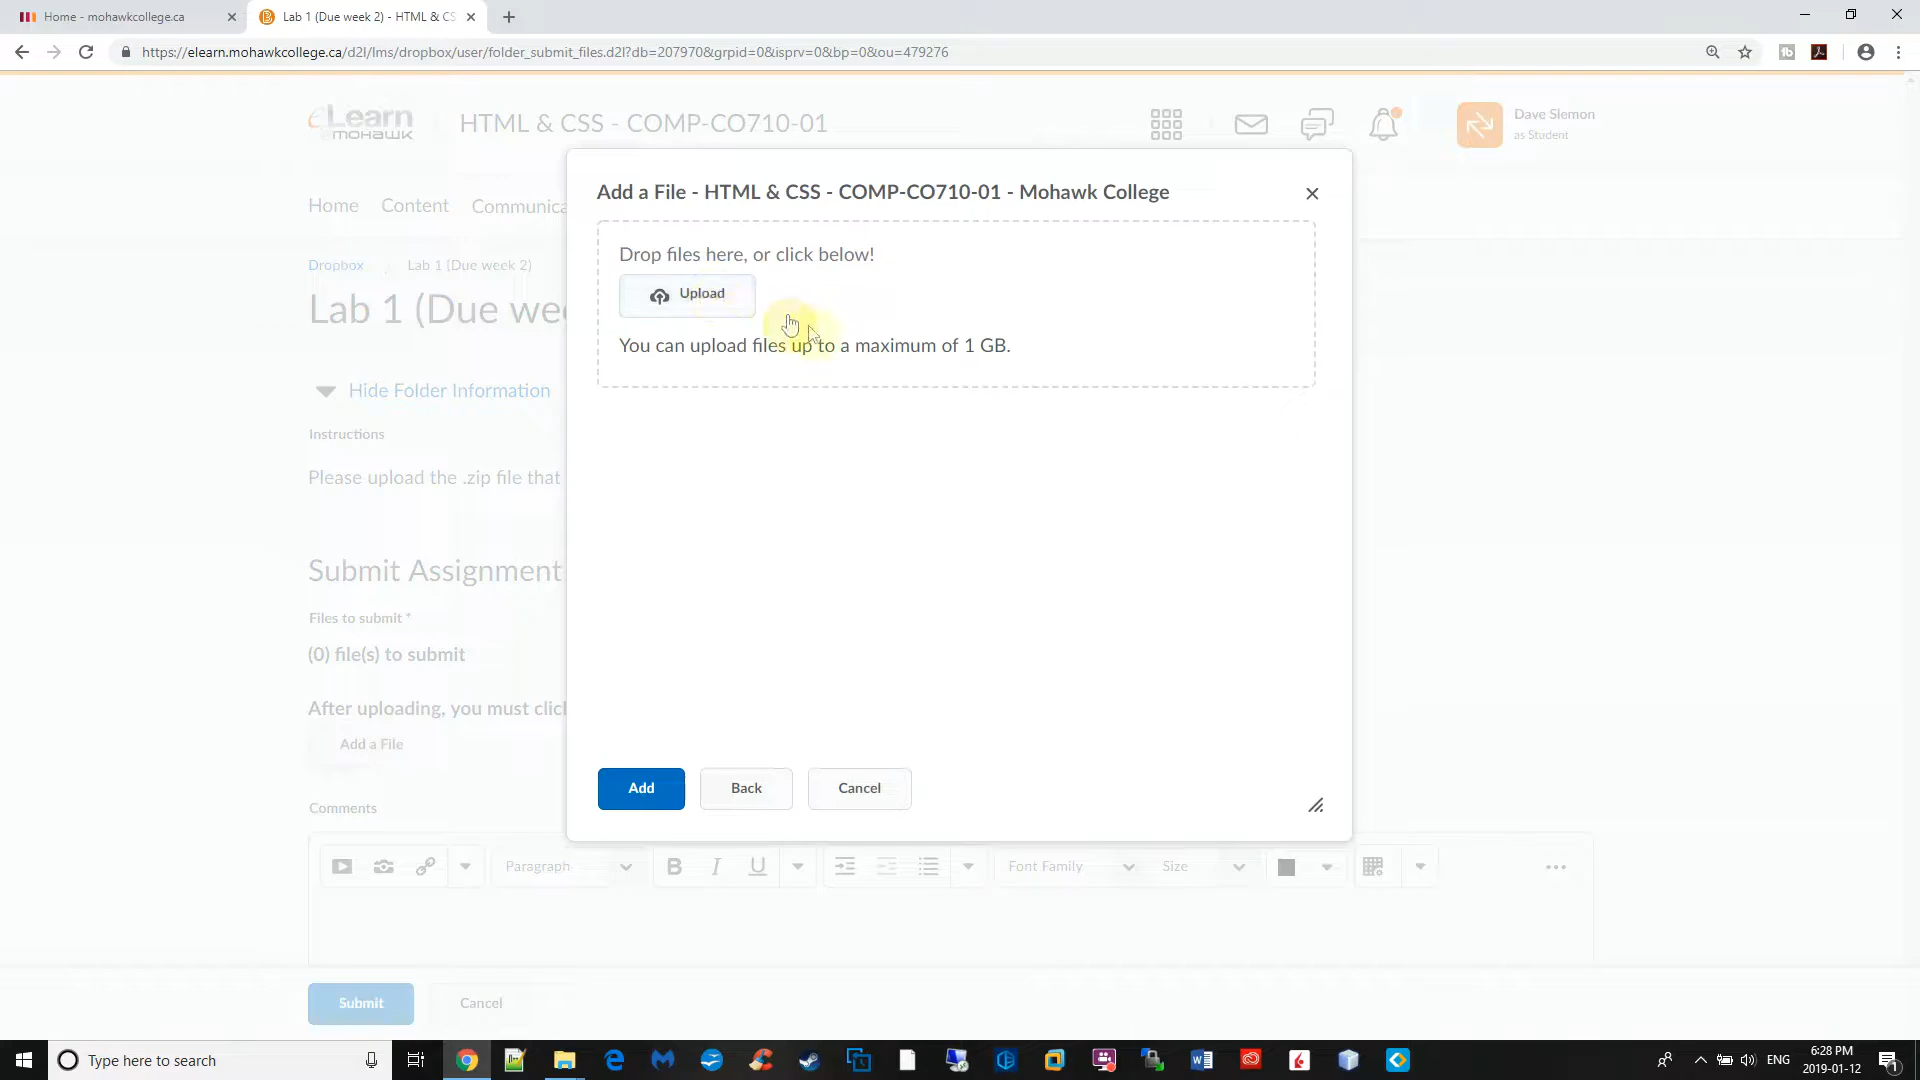 Home - mohawkcollege.ca
Lab 1 (Due week 2) - HTML & CS
https://elearn.mohawkcollege.ca/d2l/lms/dropbox/user/folder_submit_files.d2l?db=207970&grpid=0&isprv=0&bp=0&ou=479276
eLearn
@MOHAWK
HTML & CSS - COMP-CO710-01
Dave Slemon
as Student
Add a File - HTML & CSS - COMP-CO710-01 - Mohawk College
Home Content Communica
Drop files here, or click below!
Upload
You can upload files up to a maximum of 1 GB.
Dropbox Lab 1 (Due week 2)
Lab 1 (Due wee
Hide Folder Information
Instructions
Please upload the .zip file that
Submit Assignment
Files to submit *
(0) file(s) to submit
After uploading, you must clic
Add a File
Add Back Cancel
Comments
Paragraph B I U Font Family Size
Submit Cancel
Type here to search
ENG
6:28 PM
2019-01-12
1